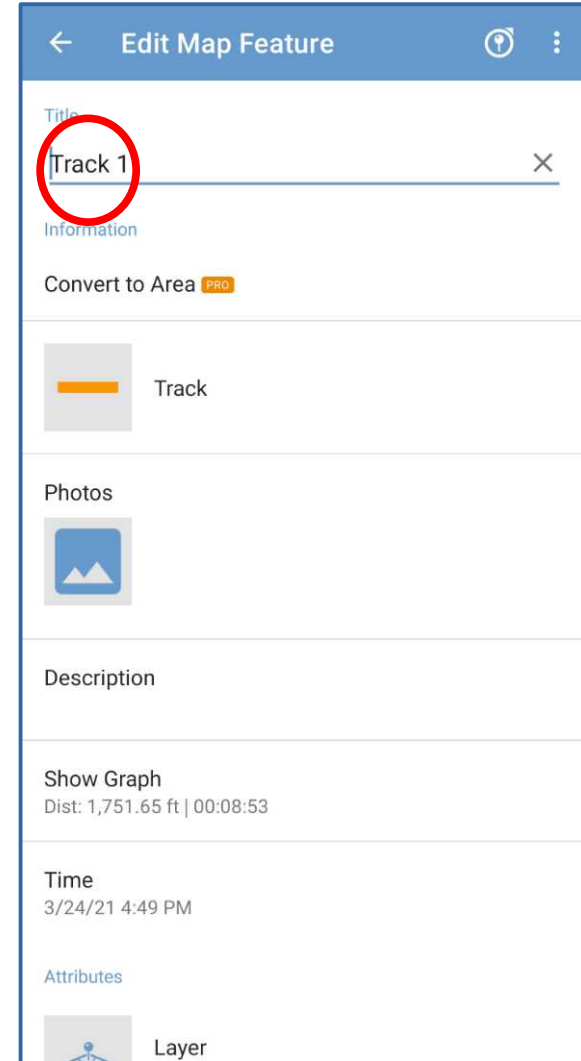 Edit Map Feature
Title
Track 1
Information
Convert to Area PRO
Track
Photos
Description
Show Graph
Dist: 1,751.65 ft | 00:08:53
Time
3/24/21 4:49 PM
Attributes
Layer